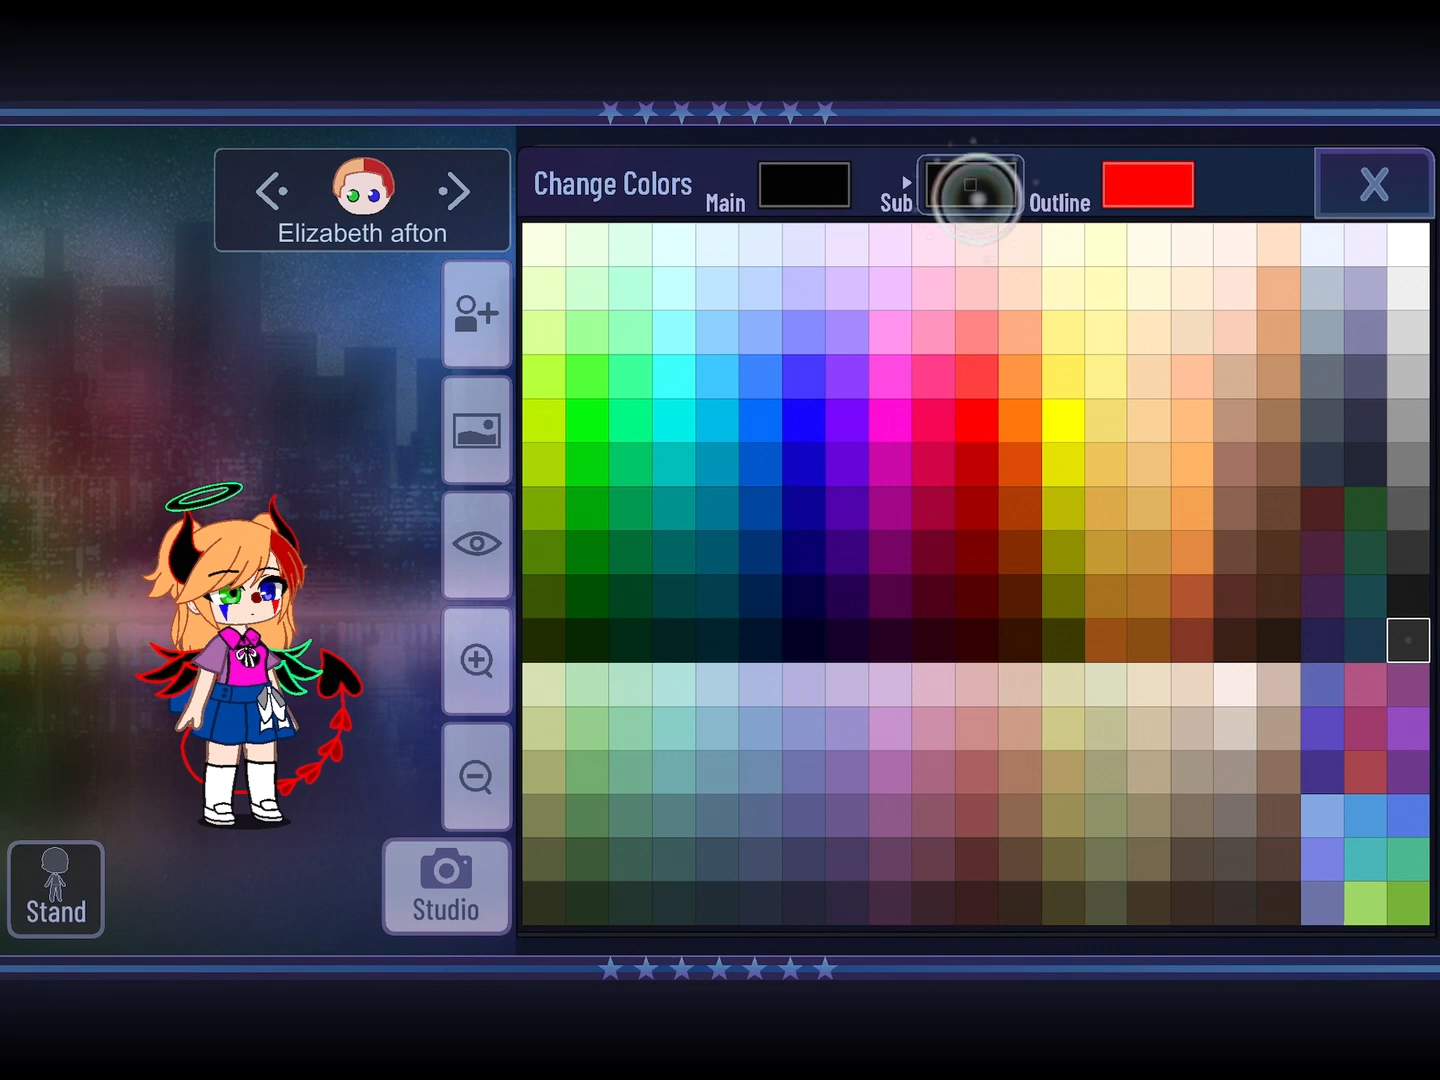 Change Colors
Main
Sub
Outline
X
Elizabeth afton
Stand
Studio